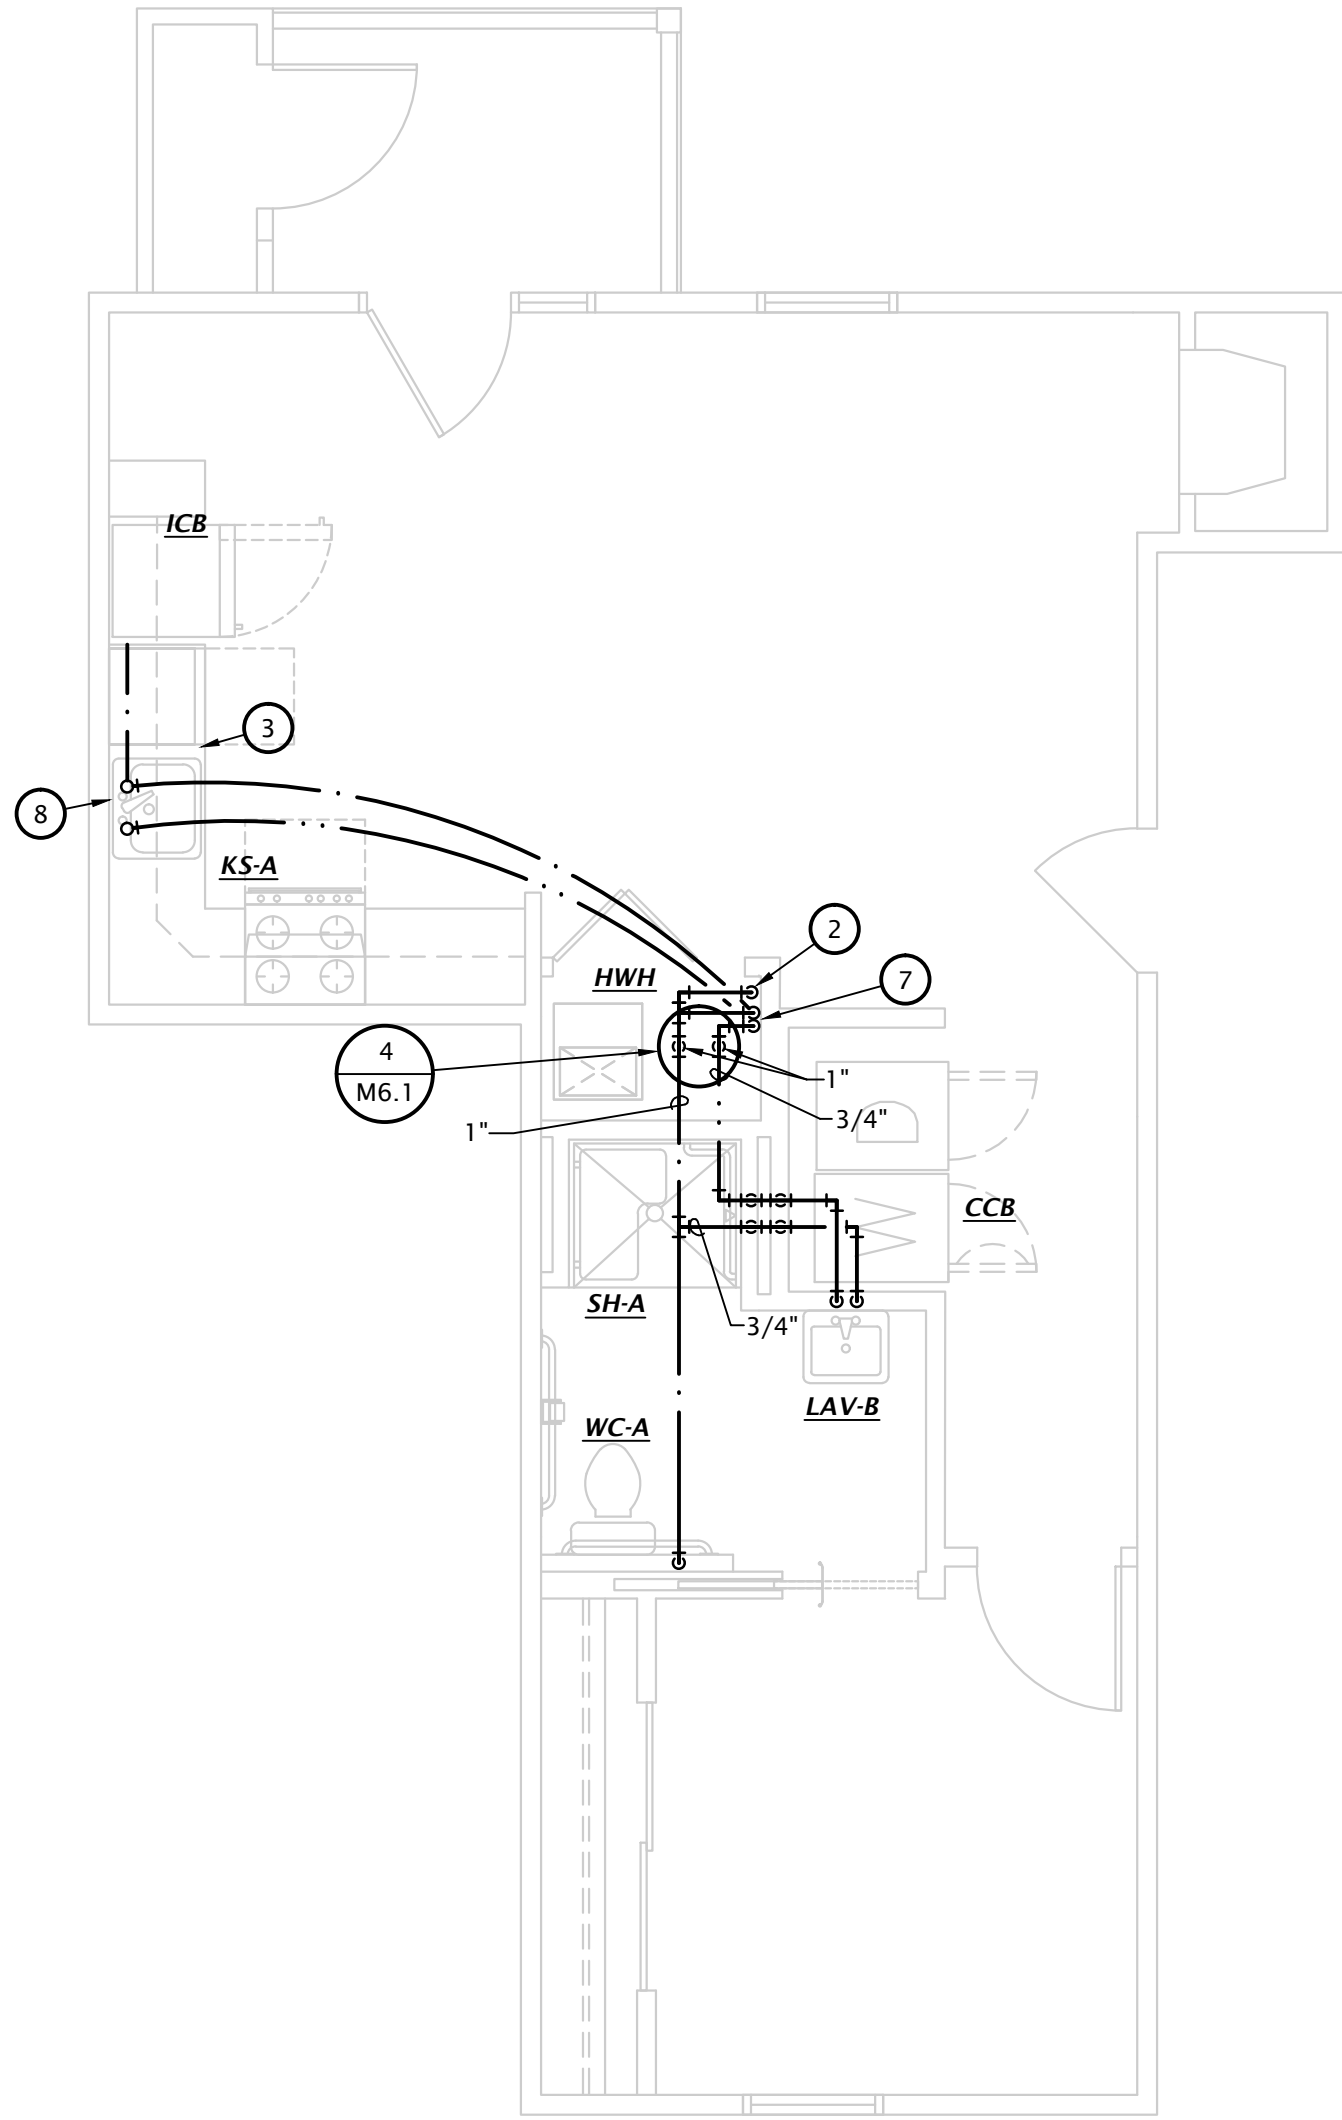 ICB
3
8
KS-A
2
HWH
7
4
M6.1
1"
3/4"
1"
CCB
SH-A
3/4"
LAV-B
WC-A